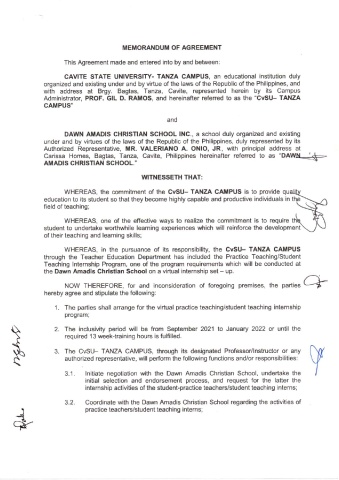 MEMORANDUM OF AGREEMENT
This Agreement made and entered into by and between:
CAVITE STATE UNIVERSITY- TANZA CAMPUS, an educational institution duly
organized and existing under and by virtue of the laws of the Republic of the Philippines, and
with address at Brgy. Bagtas, Tanza, Cavite, represented herein by its Campus
Administrator, PROF. GIL D. RAMOS, and hereinafter referred to as the "CvSU– TANZA
CAMPUS"
and
DAWN AMADIS CHRISTIAN SCHOOL INC., a school duly organized and existing
under and by virtue of the laws of the Republic of the Philippines, duly represented by its
Authorized Representative, MR. VALERIANO A. ONIO, JR, with principal address at
Carissa Homes, Bagtas, Tanza, Cavite, Philippines hereinafter referred to as "DAWN
AMADIS CHRISTIAN SCHOOL."
WITNESSETH THAT:
WHEREAS, the commitment of the CvSU– TANZA CAMPUS is to provide quality
education to its student so that they become highly capable and productive individuals in the
field of teaching;
WHEREAS, one of the effective ways to realize the commitment is to require the
student to undertake worthwhile learning experiences which will reinforce the development
of their teaching and learning skills;
WHEREAS, in the pursuance of its responsibility, the CvSU– TANZA CAMPUS
through the Teacher Education Department has included the Practice Teaching/Student
Teaching Internship Program, one of the program requirements which will be conducted at
the Dawn Amadis Christian School on a virtual internship set – up.
NOW THEREFORE, for and inconsideration of foregoing premises, the parties
hereby agree and stipulate the following:
1. The parties shall arrange for the virtual practice teaching/student teaching internship
program;
2. The inclusivity period will be from September 2021 to January 2022 or until the
required 13 week-training hours is fulfilled.
3. The CvSU– TANZA CAMPUS, through its designated Professor/Instructor or any
authorized representative, will perform the following functions and/or responsibilities:
3.1. Initiate negotiation with the Dawn Amadis Christian School, undertake the
initial selection and endorsement process, and request for the latter the
internship activities of the student-practice teachers/student teaching interns;
3.2. Coordinate with the Dawn Amadis Christian School regarding the activities of
practice teachers/student teaching interns;